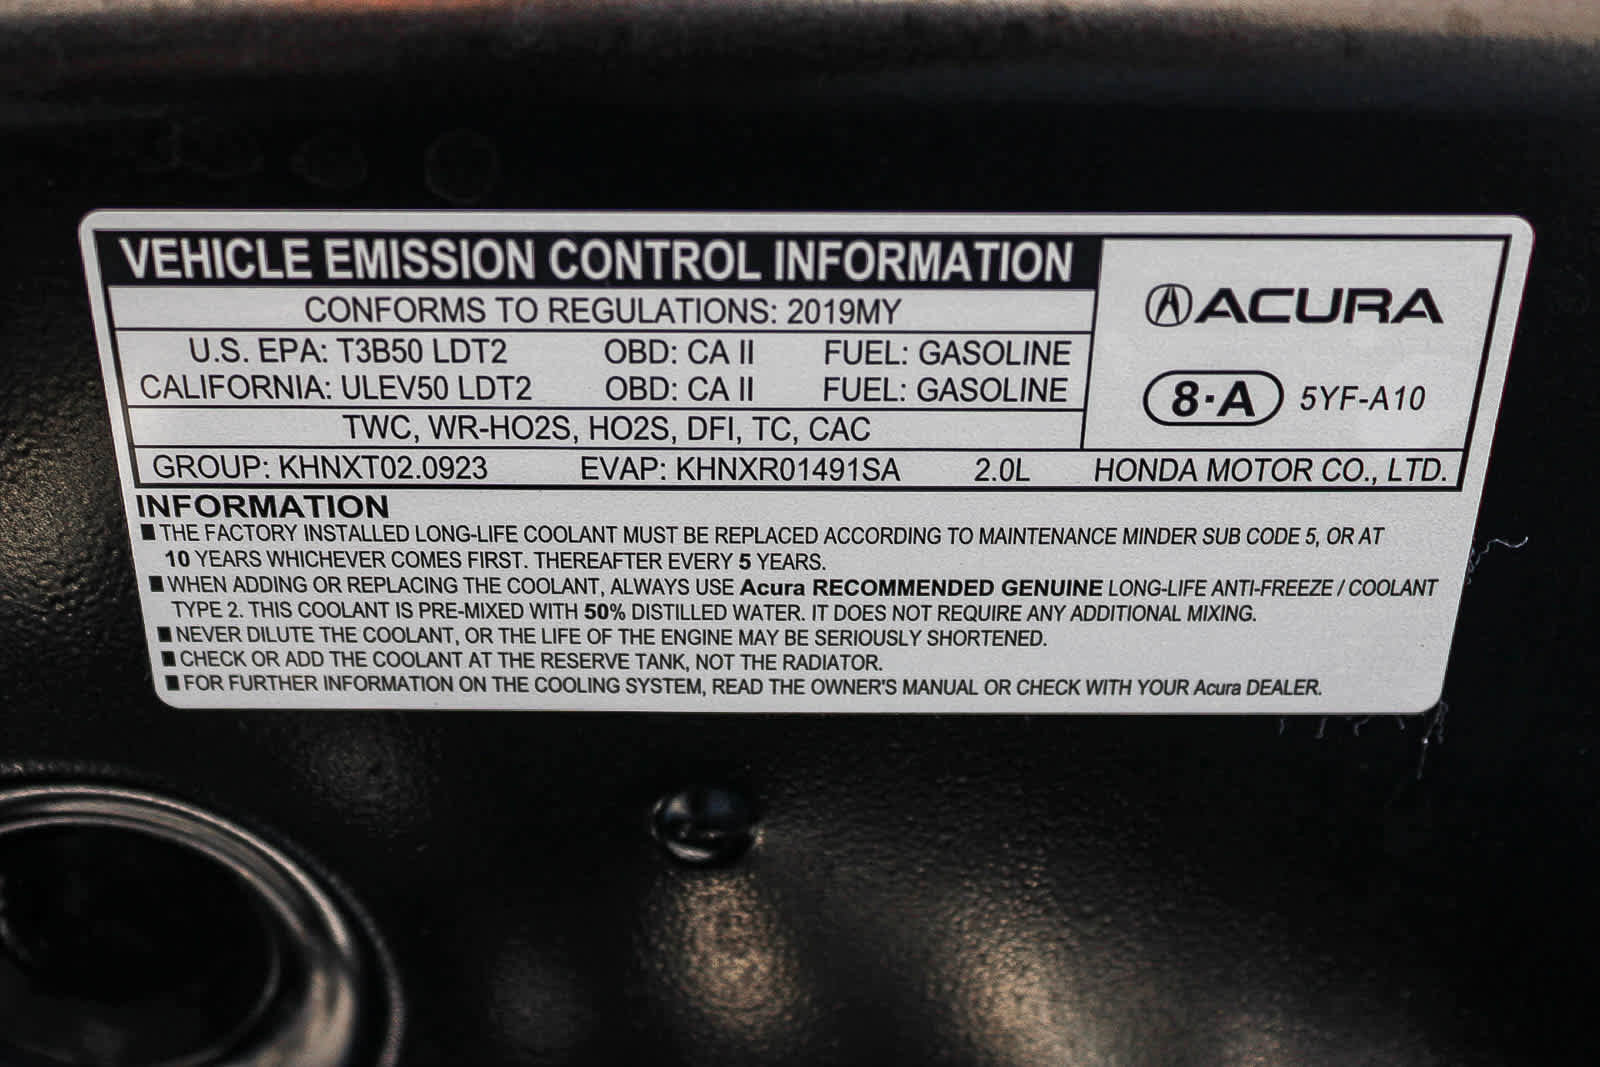 VEHICLE EMISSION CONTROL INFORMATION
CONFORMS TO REGULATIONS: 2019MY
U.S. EPA: T3B50 LDT2 OBD: CA II FUEL: GASOLINE
CALIFORNIA: ULEV50 LDT2 OBD: CA II FUEL: GASOLINE
TWC, WR-HO2S, HO2S, DFI, TC, CAC
ACURA
8·A 5YF-A10
GROUP: KHNXT02.0923 EVAP: KHNXR01491SA 2.0L HONDA MOTOR CO., LTD.
INFORMATION
■ THE FACTORY INSTALLED LONG-LIFE COOLANT MUST BE REPLACED ACCORDING TO MAINTENANCE MINDER SUB CODE 5, OR AT
10 YEARS WHICHEVER COMES FIRST. THEREAFTER EVERY 5 YEARS.
■ WHEN ADDING OR REPLACING THE COOLANT, ALWAYS USE Acura RECOMMENDED GENUINE LONG-LIFE ANTI-FREEZE / COOLANT
TYPE 2. THIS COOLANT IS PRE-MIXED WITH 50% DISTILLED WATER. IT DOES NOT REQUIRE ANY ADDITIONAL MIXING.
■ NEVER DILUTE THE COOLANT, OR THE LIFE OF THE ENGINE MAY BE SERIOUSLY SHORTENED.
■ CHECK OR ADD THE COOLANT AT THE RESERVE TANK, NOT THE RADIATOR.
■ FOR FURTHER INFORMATION ON THE COOLING SYSTEM, READ THE OWNER'S MANUAL OR CHECK WITH YOUR Acura DEALER.